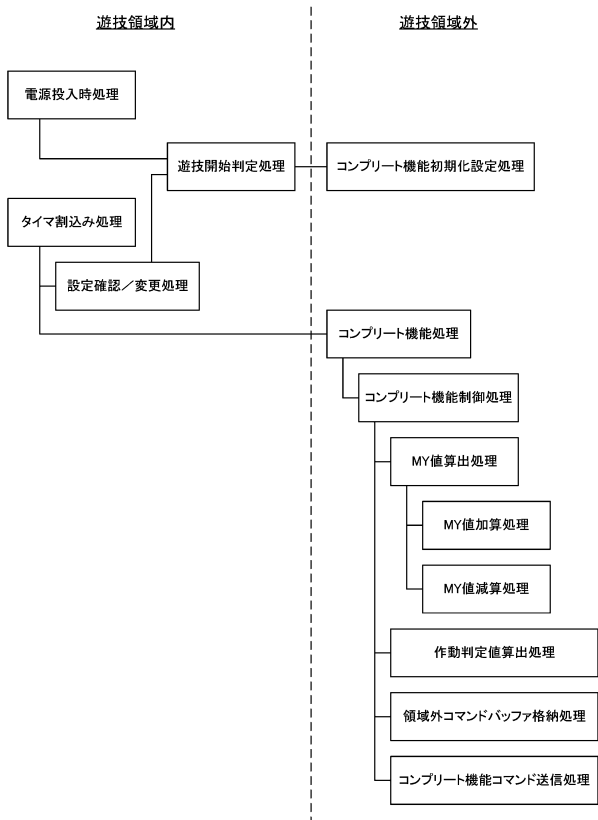 遊技領域内
遊技領域外
電源投入時処理
遊技開始判定処理
コンプリート機能初期化設定処理
タイマ割込み処理
設定確認／変更処理
コンプリート機能処理
コンプリート機能制御処理
MY値算出処理
MY値加算処理
MY値減算処理
作動判定値算出処理
領域外コマンドバッファ格納処理
コンプリート機能コマンド送信処理